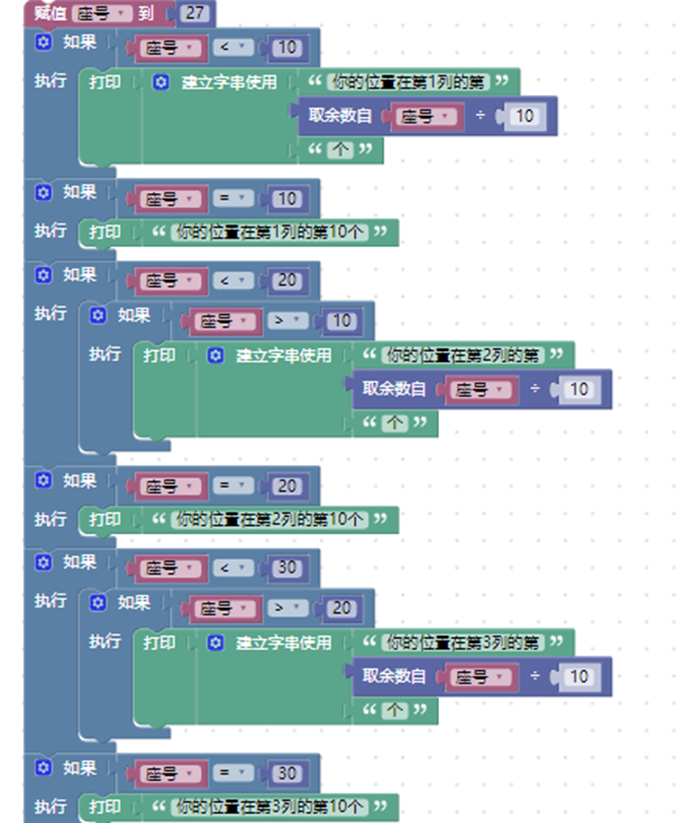 赋值 座号 到 27
如果 座号 < 10
执行 打印 建立字串使用 “ 你的位置在第1列的第 ”
取余数自 座号 ÷ 10
“ 个 ”
如果 座号 = 10
执行 打印 “ 你的位置在第1列的第10个 ”
如果 座号 < 20
执行 如果 座号 > 10
执行 打印 建立字串使用 “ 你的位置在第2列的第 ”
取余数自 座号 ÷ 10
“ 个 ”
如果 座号 = 20
执行 打印 “ 你的位置在第2列的第10个 ”
如果 座号 < 30
执行 如果 座号 > 20
执行 打印 建立字串使用 “ 你的位置在第3列的第 ”
取余数自 座号 ÷ 10
“ 个 ”
如果 座号 = 30
执行 打印 “ 你的位置在第3列的第10个 ”